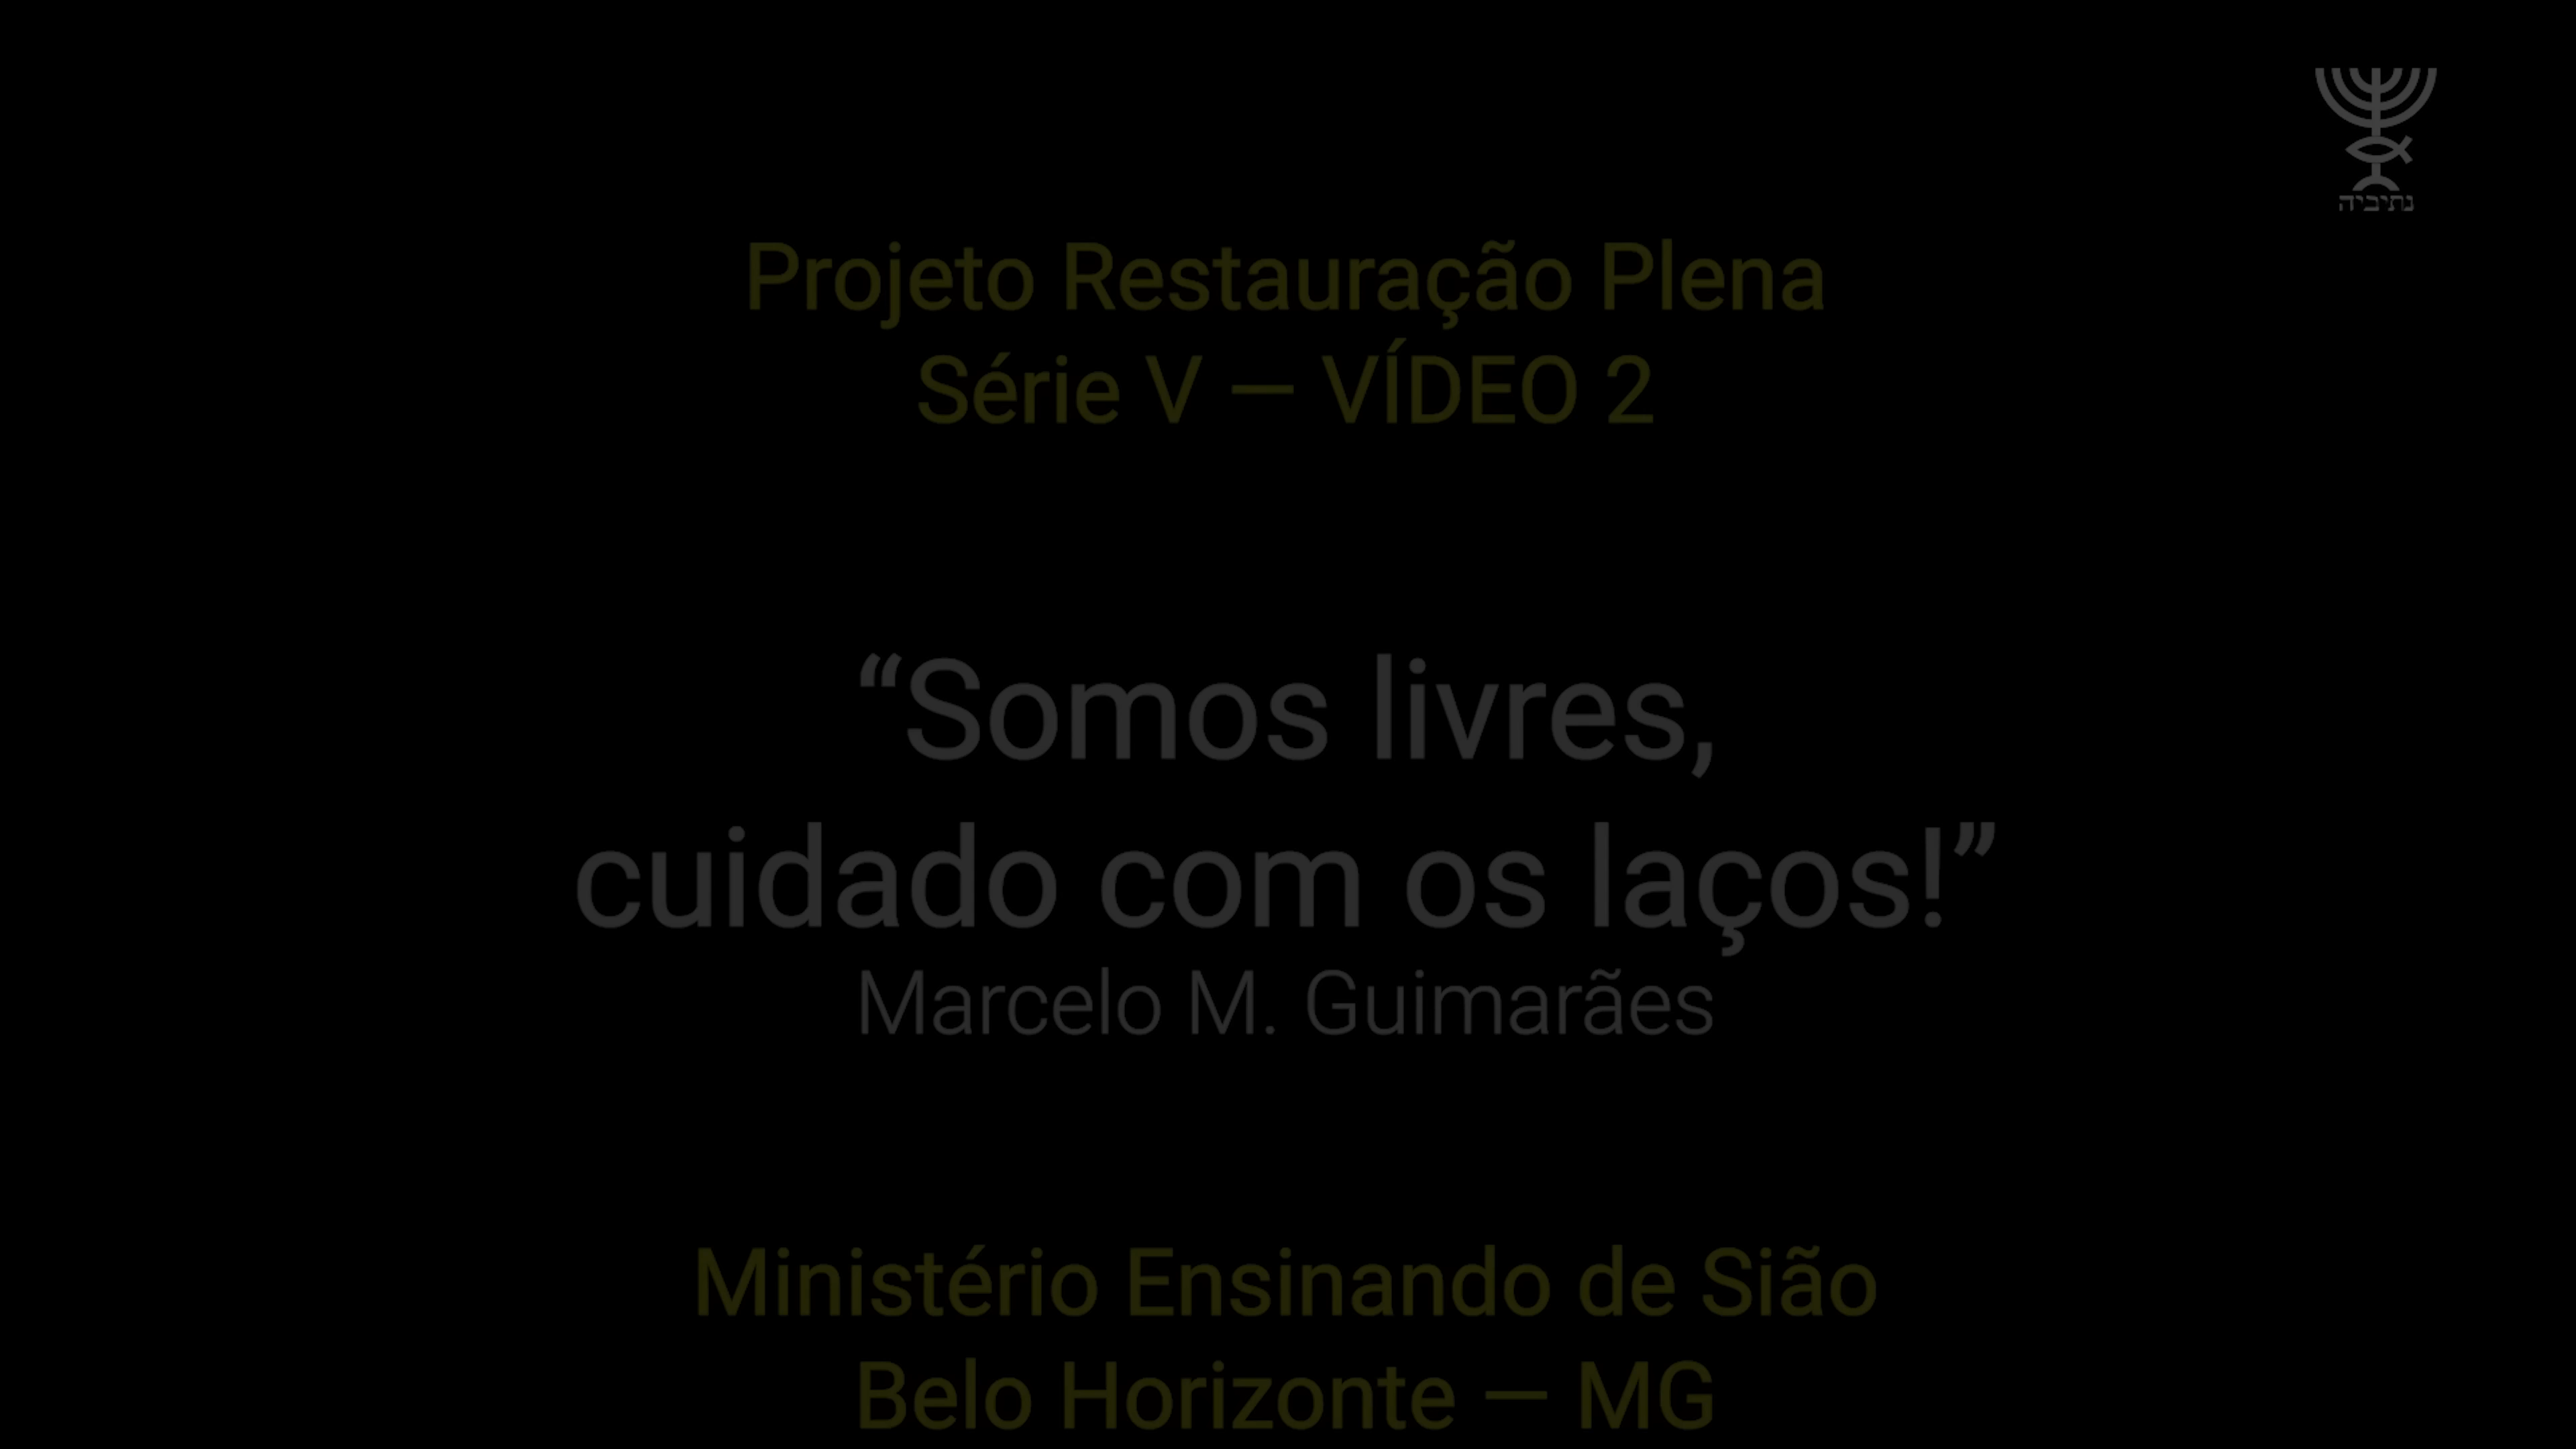 נתיביה
Projeto Restauração Plena
Série V — VÍDEO 2
“Somos livres,
cuidado com os laços!”
Marcelo M. Guimarães
Ministério Ensinando de Sião
Belo Horizonte — MG